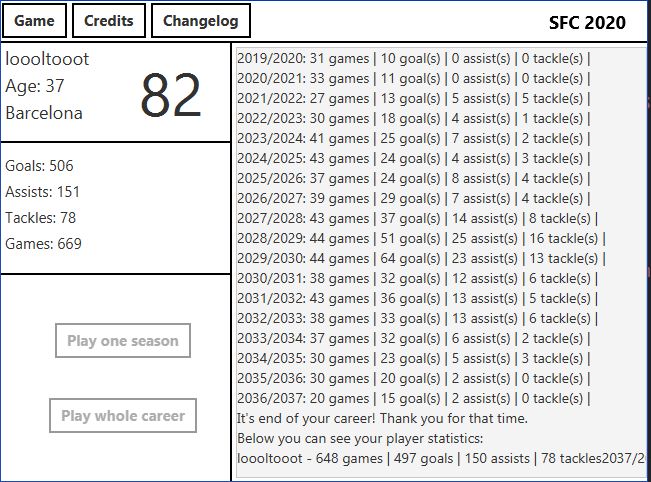 Game Credits Changelog SFC 2020
loooltooot
Age: 37
Barcelona
82
Goals: 506
Assists: 151
Tackles: 78
Games: 669
Play one season
Play whole career
2019/2020: 31 games | 10 goal(s) | 0 assist(s) | 0 tackle(s) |
2020/2021: 33 games | 11 goal(s) | 0 assist(s) | 0 tackle(s) |
2021/2022: 27 games | 13 goal(s) | 5 assist(s) | 5 tackle(s) |
2022/2023: 30 games | 18 goal(s) | 4 assist(s) | 1 tackle(s) |
2023/2024: 41 games | 25 goal(s) | 7 assist(s) | 2 tackle(s) |
2024/2025: 43 games | 24 goal(s) | 4 assist(s) | 3 tackle(s) |
2025/2026: 37 games | 24 goal(s) | 8 assist(s) | 4 tackle(s) |
2026/2027: 39 games | 29 goal(s) | 7 assist(s) | 4 tackle(s) |
2027/2028: 43 games | 37 goal(s) | 14 assist(s) | 8 tackle(s) |
2028/2029: 44 games | 51 goal(s) | 25 assist(s) | 16 tackle(s) |
2029/2030: 44 games | 64 goal(s) | 23 assist(s) | 13 tackle(s) |
2030/2031: 38 games | 32 goal(s) | 12 assist(s) | 6 tackle(s) |
2031/2032: 43 games | 36 goal(s) | 13 assist(s) | 5 tackle(s) |
2032/2033: 38 games | 33 goal(s) | 13 assist(s) | 6 tackle(s) |
2033/2034: 37 games | 32 goal(s) | 6 assist(s) | 2 tackle(s) |
2034/2035: 30 games | 23 goal(s) | 5 assist(s) | 3 tackle(s) |
2035/2036: 30 games | 20 goal(s) | 2 assist(s) | 0 tackle(s) |
2036/2037: 20 games | 15 goal(s) | 2 assist(s) | 0 tackle(s) |
It's end of your career! Thank you for that time.
Below you can see your player statistics:
loooltooot - 648 games | 497 goals | 150 assists | 78 tackles2037/2